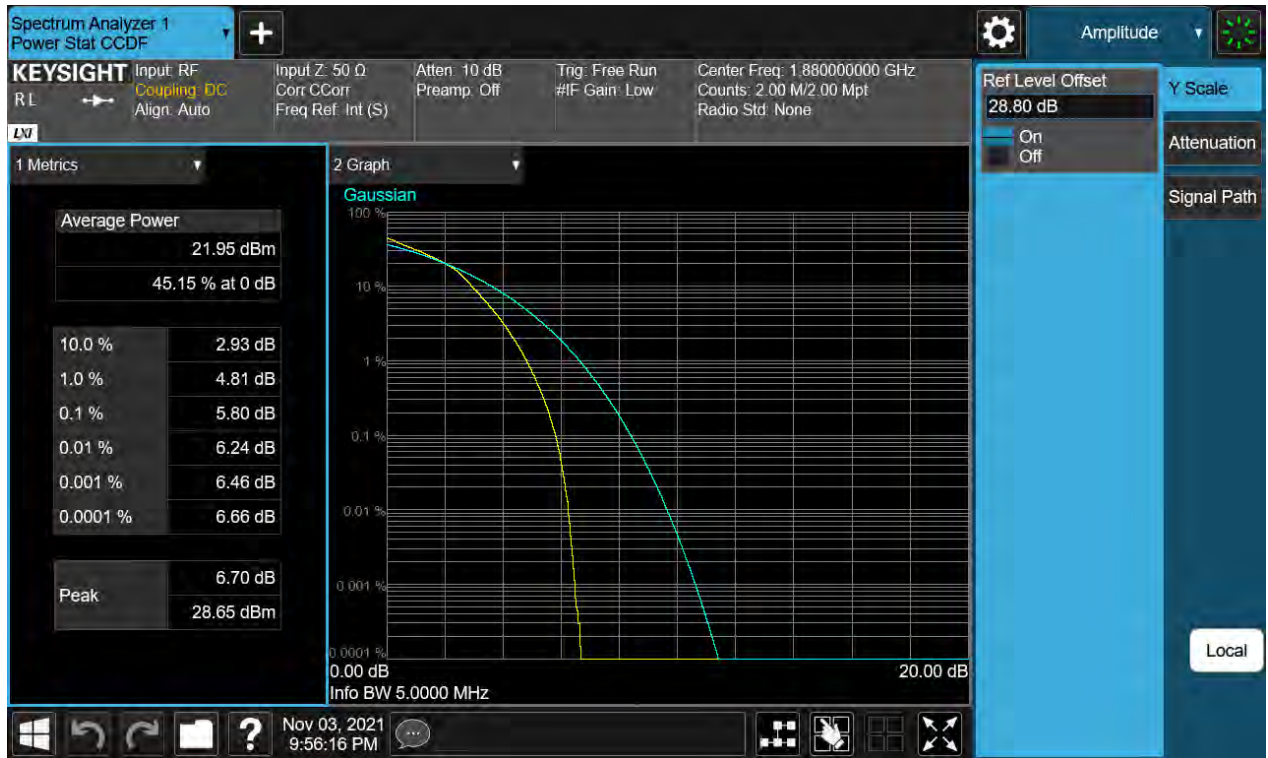 Spectrum Analyzer 1
Power Stat CCDF
+
Amplitude
KEYSIGHT
RL
LXI
Input: RF
Coupling: DC
Align: Auto
Input Z: 50 Ω
Corr CCorr
Freq Ref: Int (S)
Atten: 10 dB
Preamp: Off
Trig: Free Run
#IF Gain: Low
Center Freq: 1.880000000 GHz
Counts: 2.00 M/2.00 Mpt
Radio Std: None
Ref Level Offset
28.80 dB
On
Off
Y Scale
Attenuation
Signal Path
Local
1 Metrics
Average Power
21.95 dBm
45.15 % at 0 dB
10.0 % 2.93 dB
1.0 % 4.81 dB
0.1 % 5.80 dB
0.01 % 6.24 dB
0.001 % 6.46 dB
0.0001 % 6.66 dB
Peak 6.70 dB
28.65 dBm
2 Graph
Gaussian
100 %
10 %
1 %
0.1 %
0.01 %
0.001 %
0.0001 %
0.00 dB 20.00 dB
Info BW 5.0000 MHz
?
Nov 03, 2021
9:56:16 PM